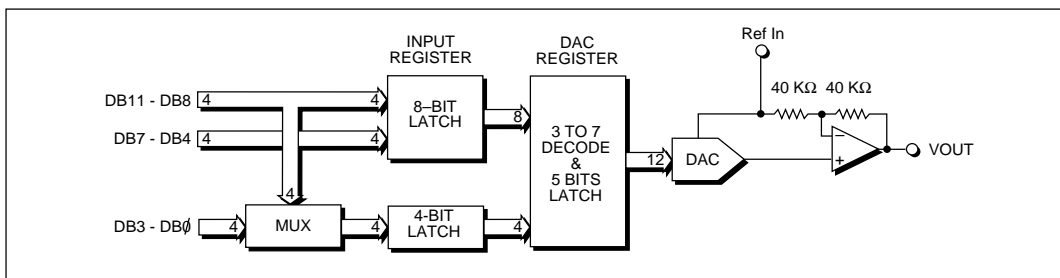 Ref In
INPUT
REGISTER
DAC
REGISTER
40 KΩ 40 KΩ
DB11 - DB8 4 4
8–BIT
LATCH
8
DB7 - DB4 4 4
3 TO 7
DECODE
&
5 BITS
LATCH
12
DAC
–
+
VOUT
4
DB3 - DB∅ 4
MUX
4
4-BIT
LATCH
4